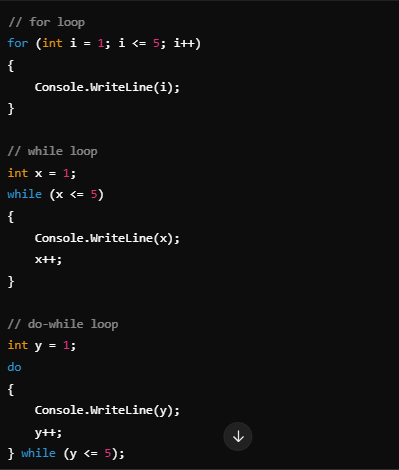 // for loop
for (int i = 1; i <= 5; i++)
{
    Console.WriteLine(i);
}

// while loop
int x = 1;
while (x <= 5)
{
    Console.WriteLine(x);
    x++;
}

// do-while loop
int y = 1;
do
{
    Console.WriteLine(y);
    y++;
} while (y <= 5);